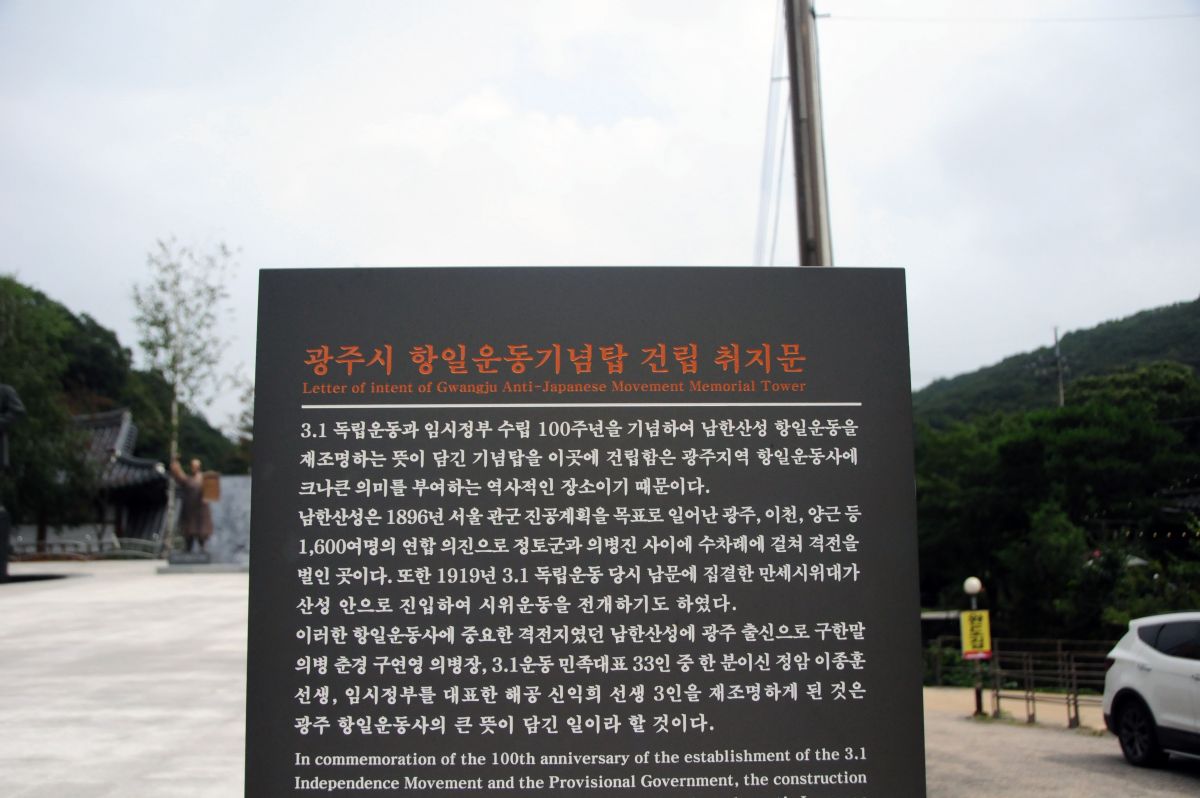 광주시 항일운동기념탑 건립 취지문
Letter of intent of Gwangju Anti-Japanese Movement Memorial Tower
3.1 독립운동과 임시정부 수립 100주년을 기념하여 남한산성 항일운동을
재조명하는 뜻이 담긴 기념탑을 이곳에 건립함은 광주지역 항일운동사에
크나큰 의미를 부여하는 역사적인 장소이기 때문이다.
남한산성은 1896년 서울 관군 진공계획을 목표로 일어난 광주, 이천, 양근 등
1,600여명의 연합 의진으로 정토군과 의병진 사이에 수차례에 걸쳐 격전을
벌인 곳이다. 또한 1919년 3.1 독립운동 당시 남문에 집결한 만세시위대가
산성 안으로 진입하여 시위운동을 전개하기도 하였다.
이러한 항일운동사에 중요한 격전지였던 남한산성에 광주 출신으로 구한말
의병 춘경 구연영 의병장, 3.1운동 민족대표 33인 중 한 분이신 정암 이종훈
선생, 임시정부를 대표한 해공 신익희 선생 3인을 재조명하게 된 것은
광주 항일운동사의 큰 뜻이 담긴 일이라 할 것이다.
In commemoration of the 100th anniversary of the establishment of the 3.1
Independence Movement and the Provisional Government, the construction